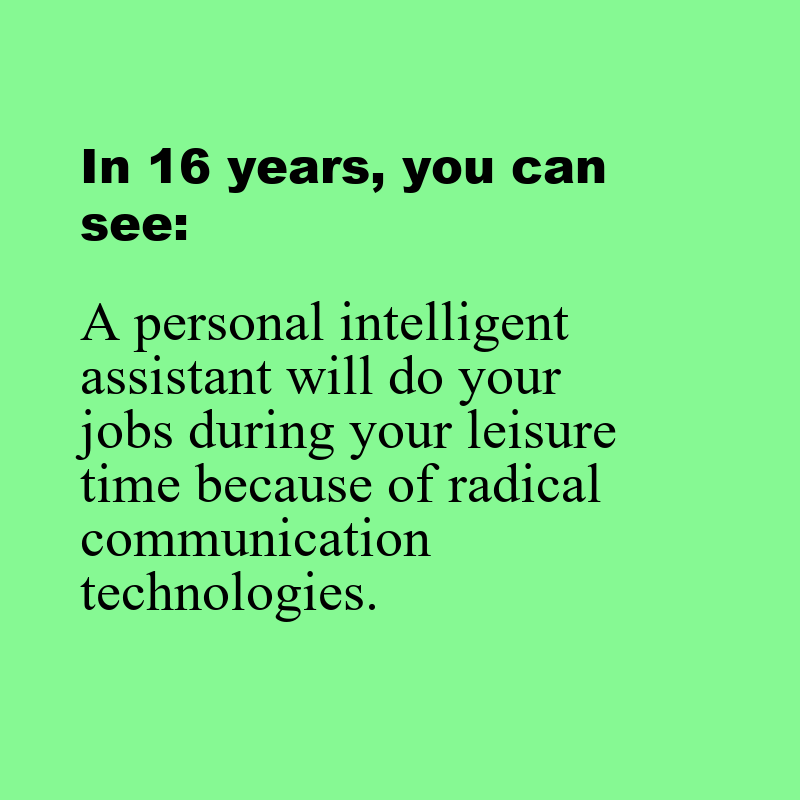 In 16 years, you can
see:
A personal intelligent
assistant will do your
jobs during your leisure
time because of radical
communication
technologies.